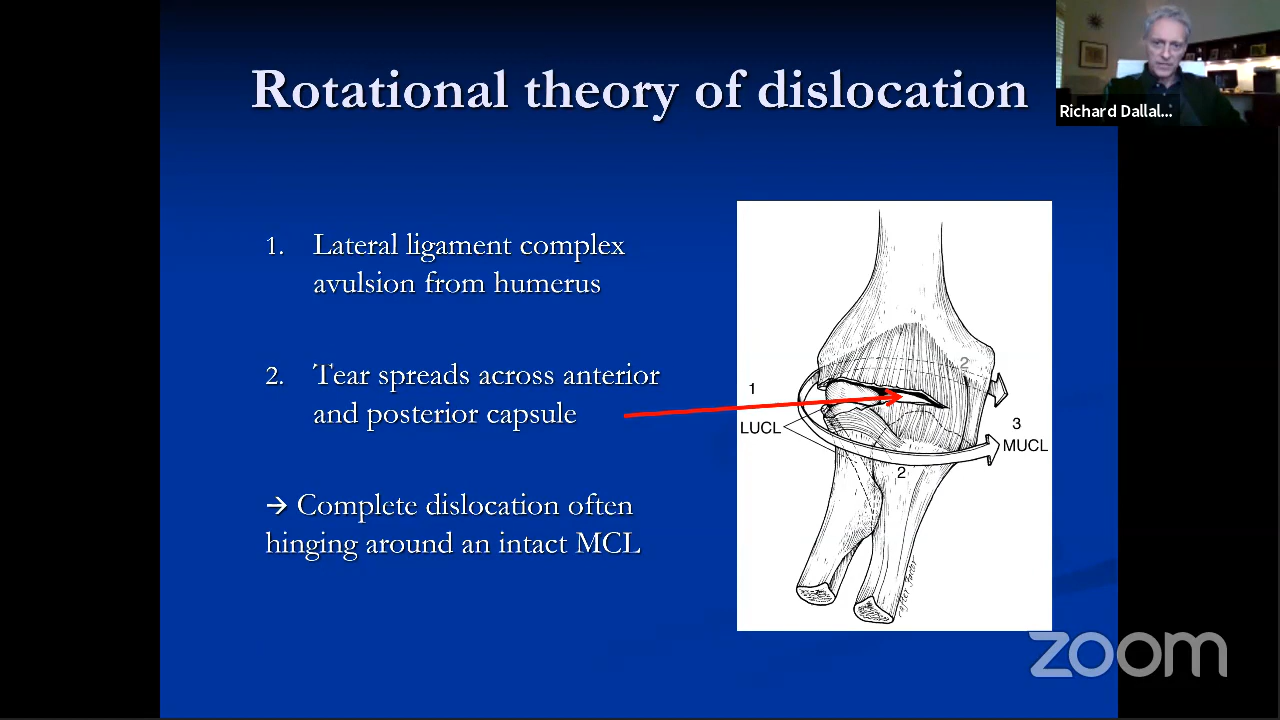 Rotational theory of dislocation
Richard Dallal...
1. Lateral ligament complex
avulsion from humerus
2. Tear spreads across anterior
and posterior capsule
→ Complete dislocation often
hinging around an intact MCL
2
1
3
LUCL
MUCL
2
zoom